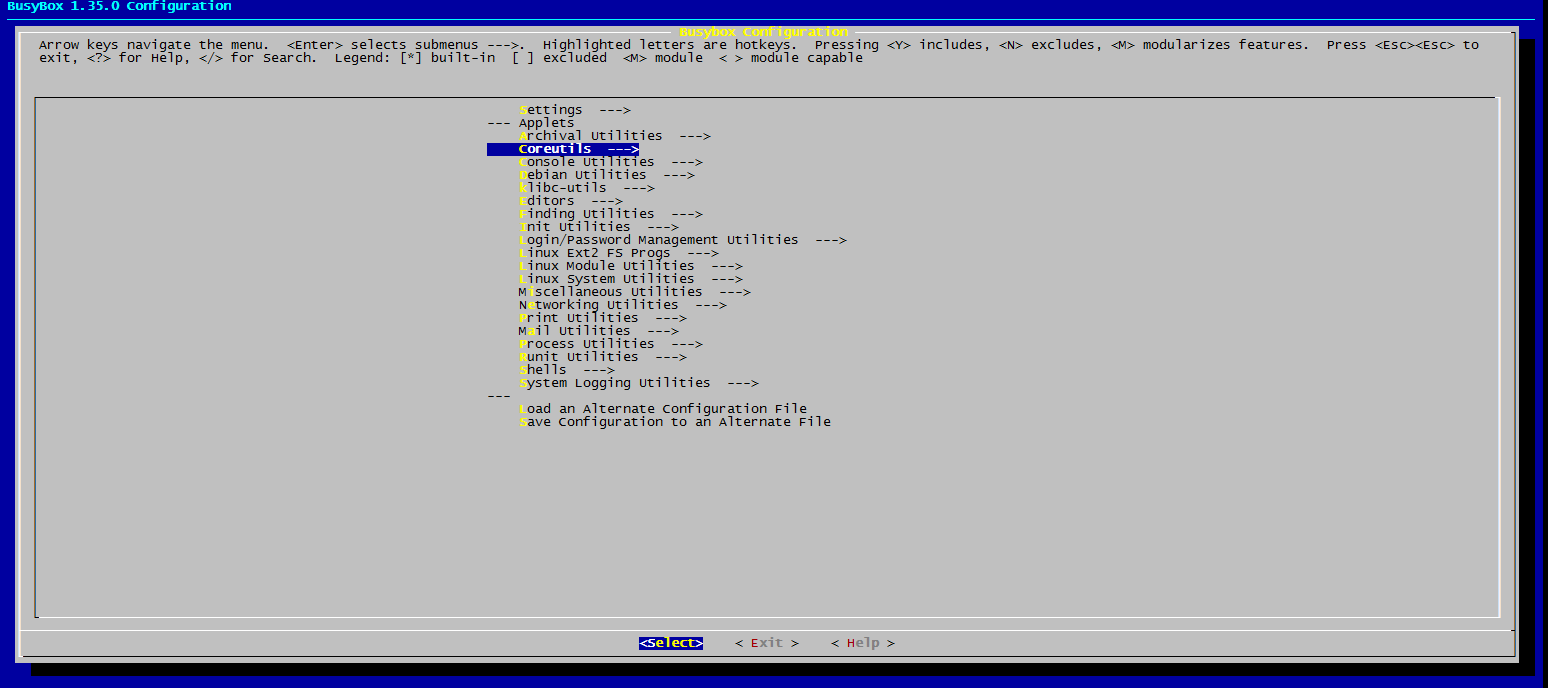 BusyBox 1.35.0 Configuration
Busybox Configuration
Arrow keys navigate the menu.  <Enter> selects submenus --->.  Highlighted letters are hotkeys.  Pressing <Y> includes, <N> excludes, <M> modularizes features.  Press <Esc><Esc> to
exit, <?> for Help, </> for Search.  Legend: [*] built-in  [ ] excluded  <M> module  < > module capable
Settings  --->
--- Applets
Archival Utilities  --->
Coreutils  --->
Console Utilities  --->
Debian Utilities  --->
klibc-utils  --->
Editors  --->
Finding Utilities  --->
Init Utilities  --->
Login/Password Management Utilities  --->
Linux Ext2 FS Progs  --->
Linux Module Utilities  --->
Linux System Utilities  --->
Miscellaneous Utilities  --->
Networking Utilities  --->
Print Utilities  --->
Mail Utilities  --->
Process Utilities  --->
Runit Utilities  --->
Shells  --->
System Logging Utilities  --->
---
Load an Alternate Configuration File
Save Configuration to an Alternate File
<Select>    < Exit >    < Help >